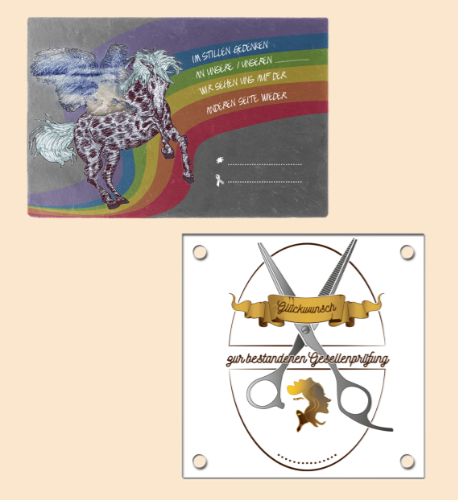 IM STILLEN GEDENKEN
AN UNSERE / UNSEREN ...........
WIR SEHEN UNS AUF DER
ANDEREN SEITE WIEDER
Glückwunsch
zur bestandenen Gesellenprüfung